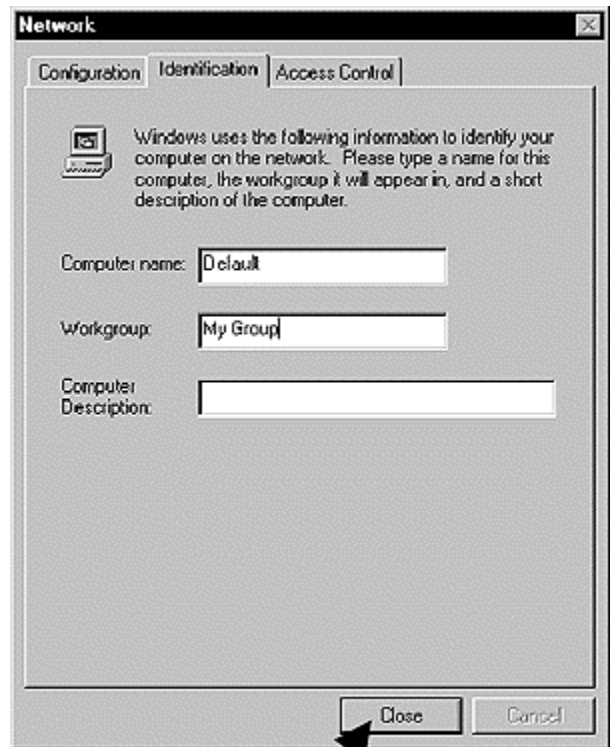 Network
Configuration Identification Access Control
Windows uses the following information to identify your
computer on the network. Please type a name for this
computer, the workgroup it will appear in, and a short
description of the computer.
Computer name: Default
Workgroup: My Group
Computer
Description:
Close Cancel